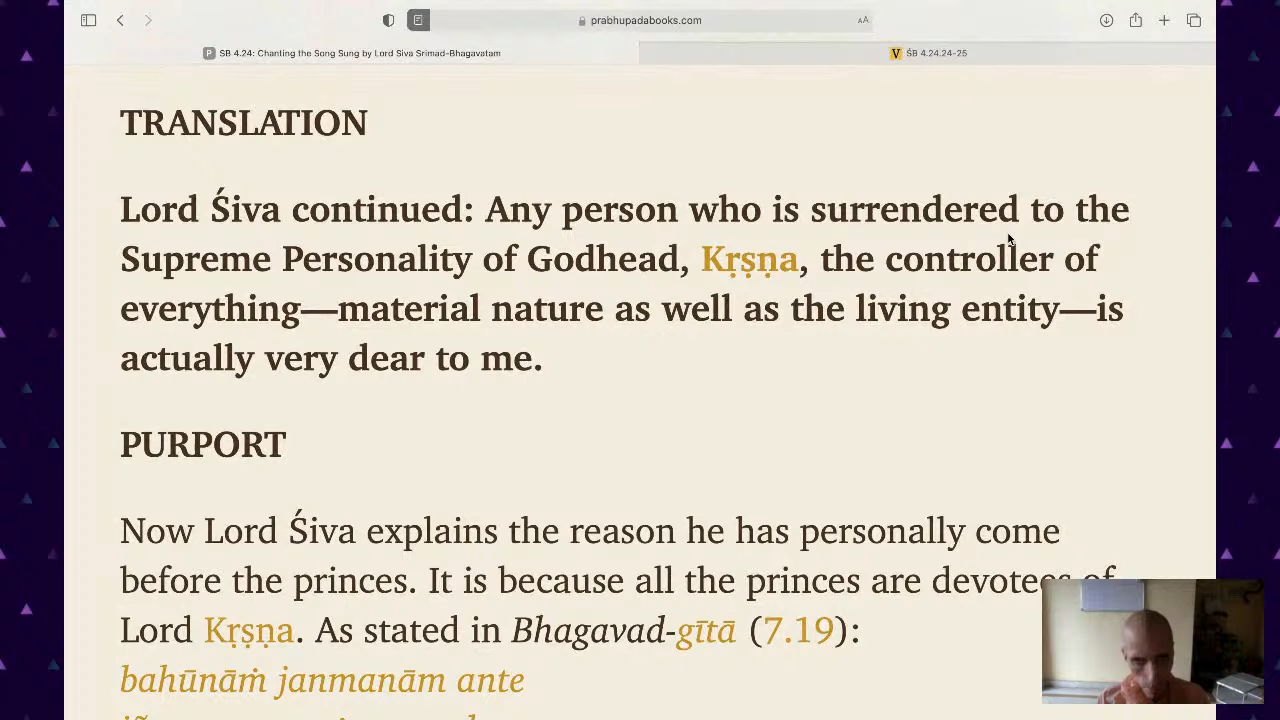 prabhupadabooks.com
SB 4.24: Chanting the Song Sung by Lord Siva Srimad-Bhagavatam
ŚB 4.24.24-25
TRANSLATION
Lord Śiva continued: Any person who is surrendered to the
Supreme Personality of Godhead, Kṛṣṇa, the controller of
everything—material nature as well as the living entity—is
actually very dear to me.
PURPORT
Now Lord Śiva explains the reason he has personally come
before the princes. It is because all the princes are devotees of
Lord Kṛṣṇa. As stated in Bhagavad-gītā (7.19):
bahūnāṁ janmanām ante